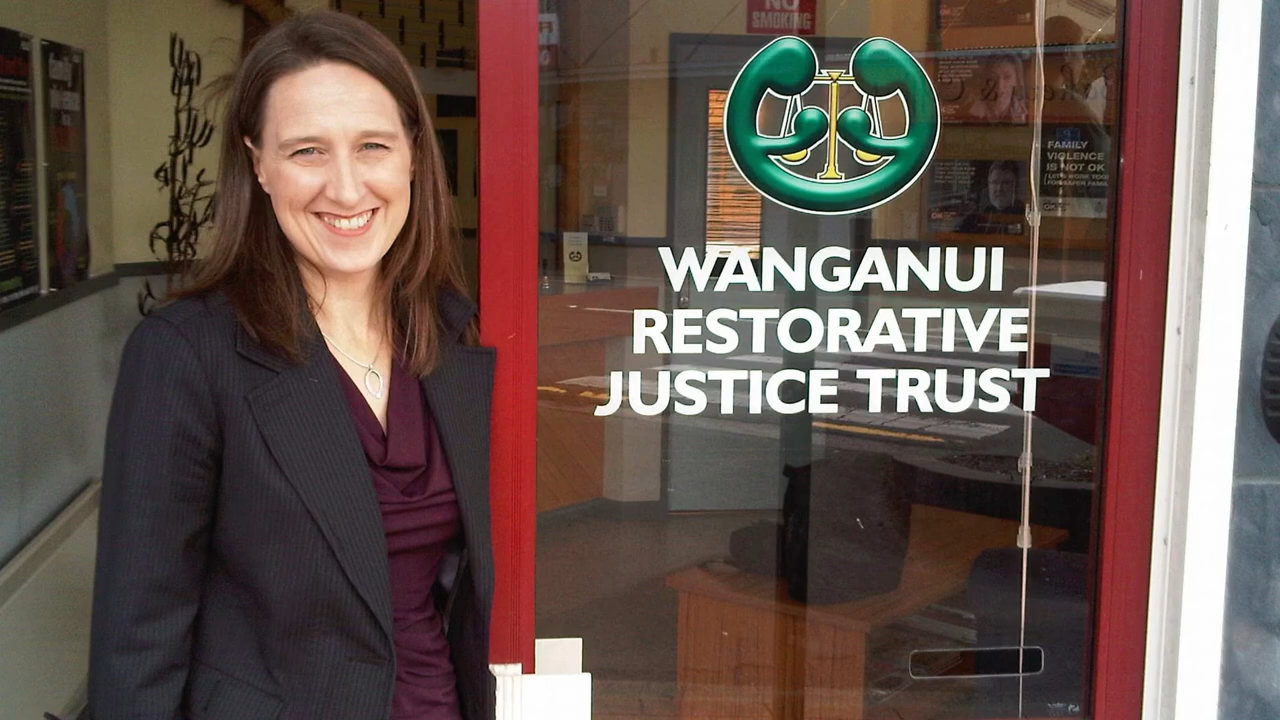 NO
SMOKING
FAMILY
VIOLENCE
IS NOT OK
WANGANUI
RESTORATIVE
JUSTICE TRUST